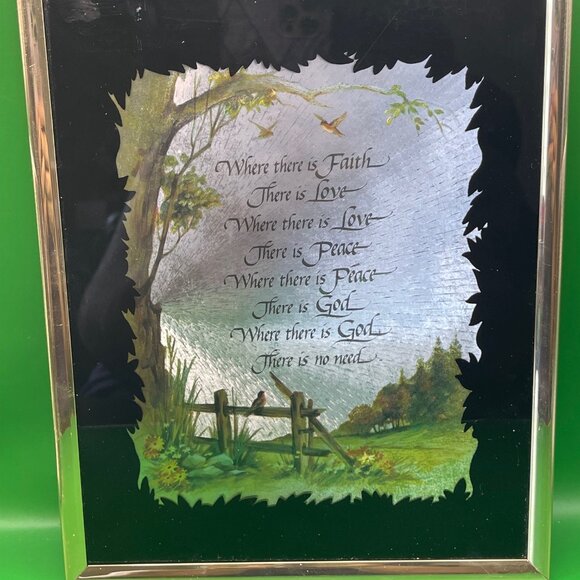 Where there is Faith
There is Love
Where there is Love
There is Peace
Where there is Peace
There is God
Where there is God
There is no need